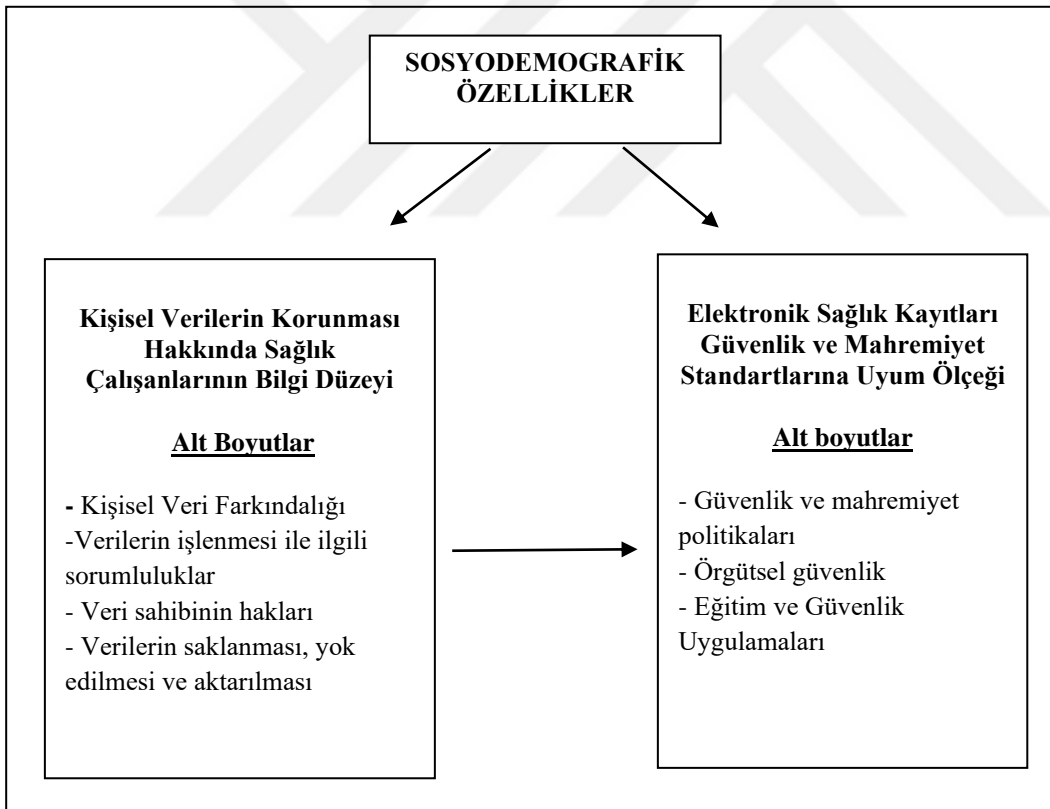 SOSYODEMOGRAFİK
ÖZELLİKLER
Kişisel Verilerin Korunması
Hakkında Sağlık
Çalışanlarının Bilgi Düzeyi
Alt Boyutlar
- Kişisel Veri Farkındalığı
-Verilerin işlenmesi ile ilgili
sorumluluklar
- Veri sahibinin hakları
- Verilerin saklanması, yok
edilmesi ve aktarılması
Elektronik Sağlık Kayıtları
Güvenlik ve Mahremiyet
Standartlarına Uyum Ölçeği
Alt boyutlar
- Güvenlik ve mahremiyet
politikaları
- Örgütsel güvenlik
- Eğitim ve Güvenlik
Uygulamaları